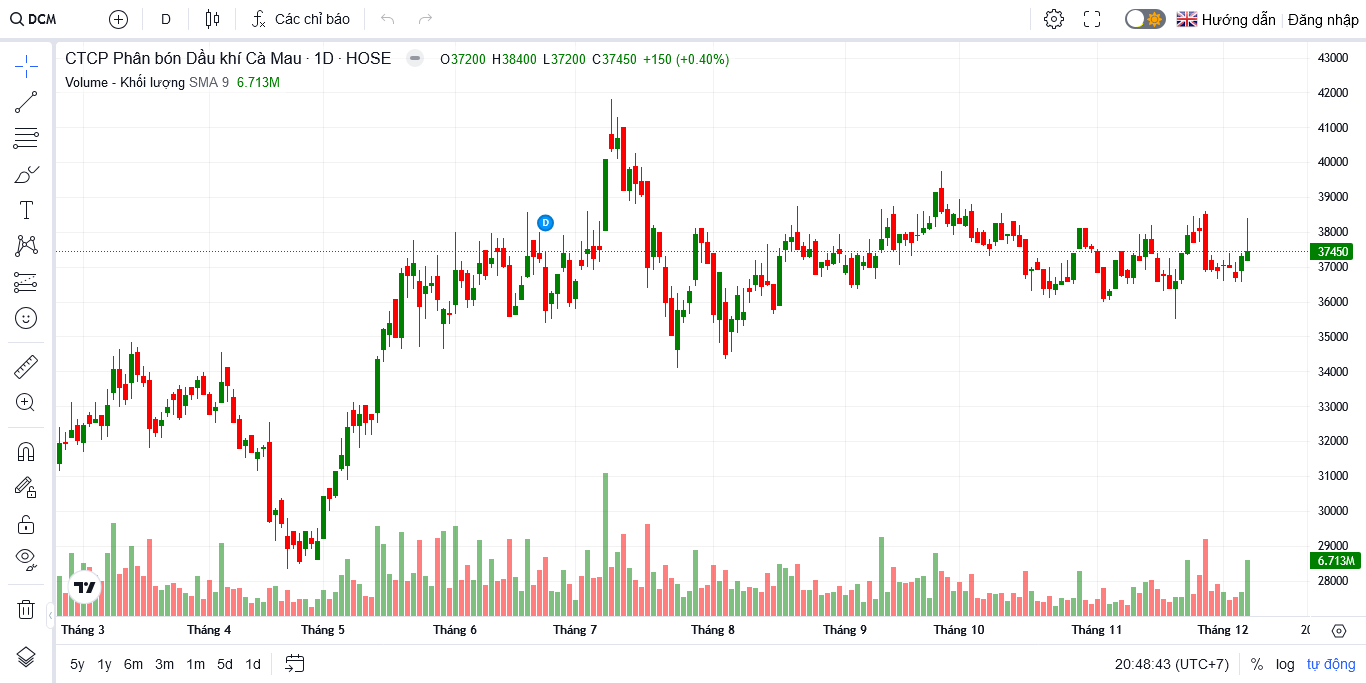 DCM D Các chỉ báo Hướng dẫn Đăng nhập
CTCP Phân bón Dầu khí Cà Mau · 1D · HOSE O37200 H38400 L37200 C37450 +150 (+0.40%)
Volume - Khối lượng SMA 9 6.713M
D
43000
42000
41000
40000
39000
38000
37450
37000
36000
35000
34000
33000
32000
31000
30000
29000
6.713M
28000
Tháng 3 Tháng 4 Tháng 5 Tháng 6 Tháng 7 Tháng 8 Tháng 9 Tháng 10 Tháng 11 Tháng 12
5y 1y 6m 3m 1m 5d 1d 20:48:43 (UTC+7) % log tự động